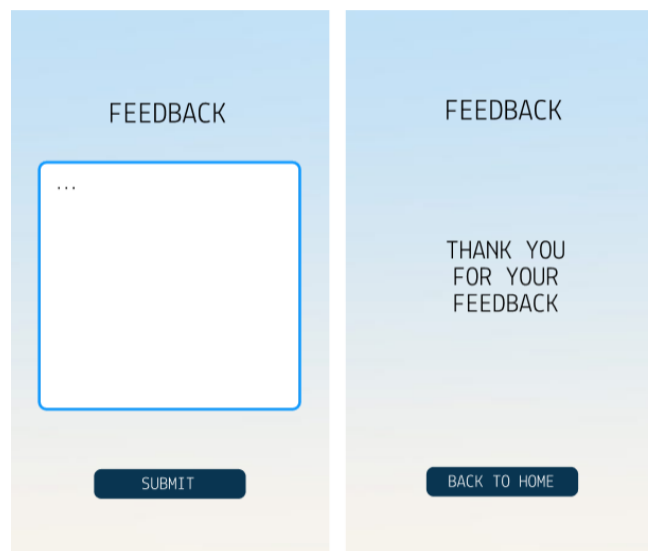 FEEDBACK
...
SUBMIT
FEEDBACK
THANK YOU
FOR YOUR
FEEDBACK
BACK TO HOME